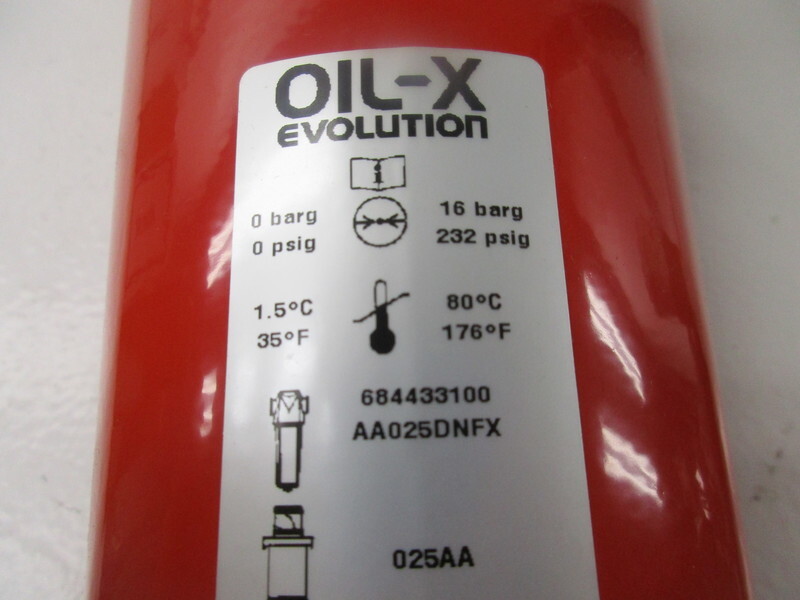 OIL-X
EVOLUTION
i
0 barg 16 barg
0 psig 232 psig
1.5°C 80°C
35°F 176°F
684433100
AA025DNFX
025AA